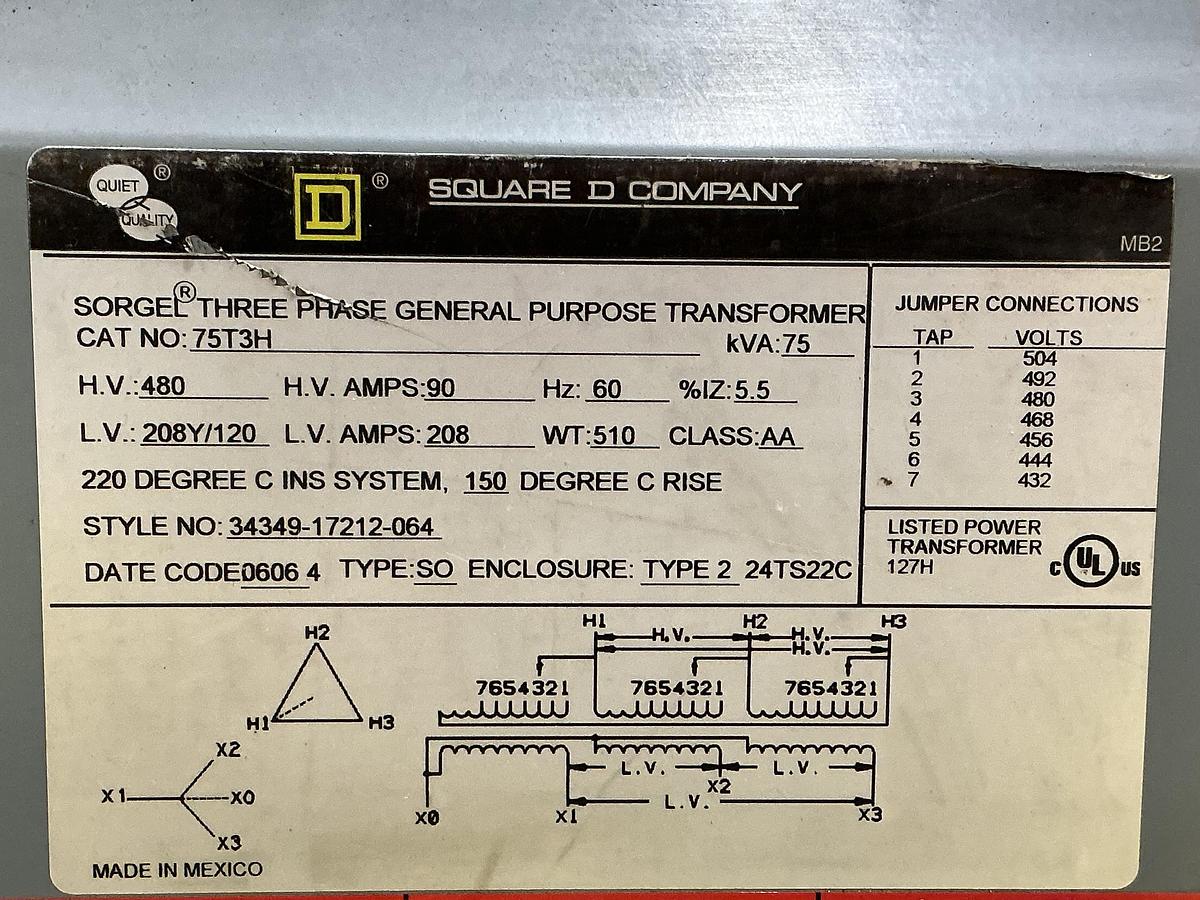 QUIET
QUALITY
®
D
®
SQUARE D COMPANY
MB2
SORGEL® THREE PHASE GENERAL PURPOSE TRANSFORMER
CAT NO: 75T3H kVA: 75
H.V.: 480 H.V. AMPS: 90 Hz: 60 %IZ: 5.5
L.V.: 208Y/120 L.V. AMPS: 208 WT: 510 CLASS: AA
220 DEGREE C INS SYSTEM, 150 DEGREE C RISE
STYLE NO: 34349-17212-064
DATE CODE: 0606 4 TYPE: SO ENCLOSURE: TYPE 2 24TS22C
JUMPER CONNECTIONS
TAP VOLTS
1 504
2 492
3 480
4 468
5 456
6 444
7 432
LISTED POWER
TRANSFORMER
127H
C UL US
H2
H1 H3
X2
X1 X0
X3
H1 H2 H3
H.V. H.V.
H.V.
7654321 7654321 7654321
L.V. L.V.
X2
L.V.
X0 X1 X3
MADE IN MEXICO